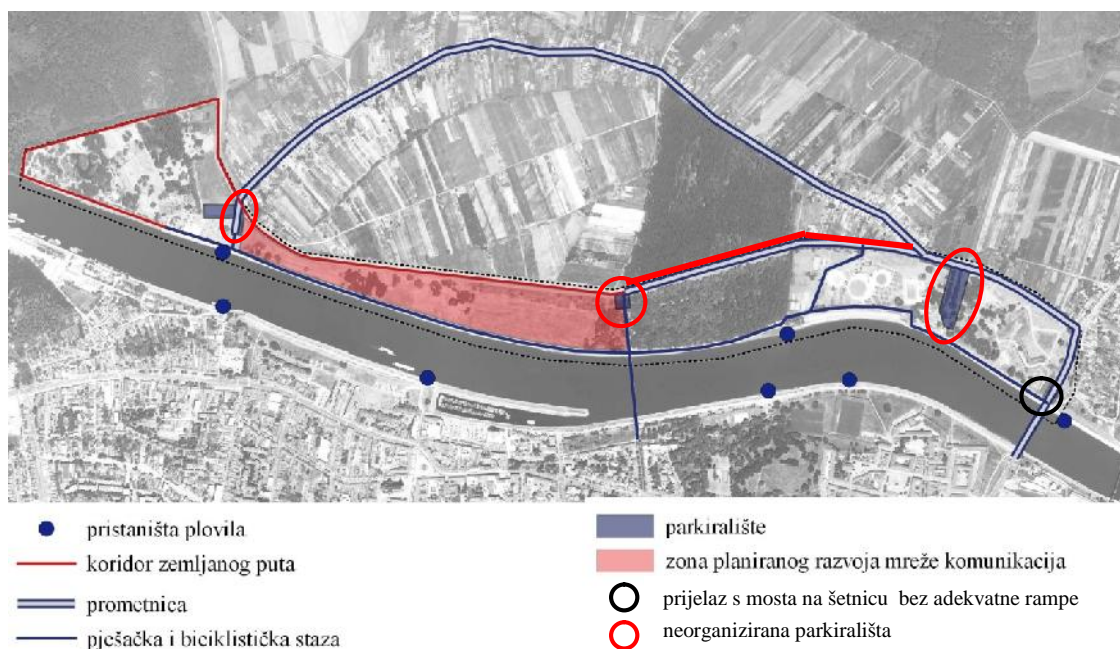 pristaništa plovila
koridor zemljanog puta
prometnica
pješačka i biciklistička staza
parkiralište
zona planiranog razvoja mreže komunikacija
prijelaz s mosta na šetnicu bez adekvatne rampe
neorganizirana parkirališta